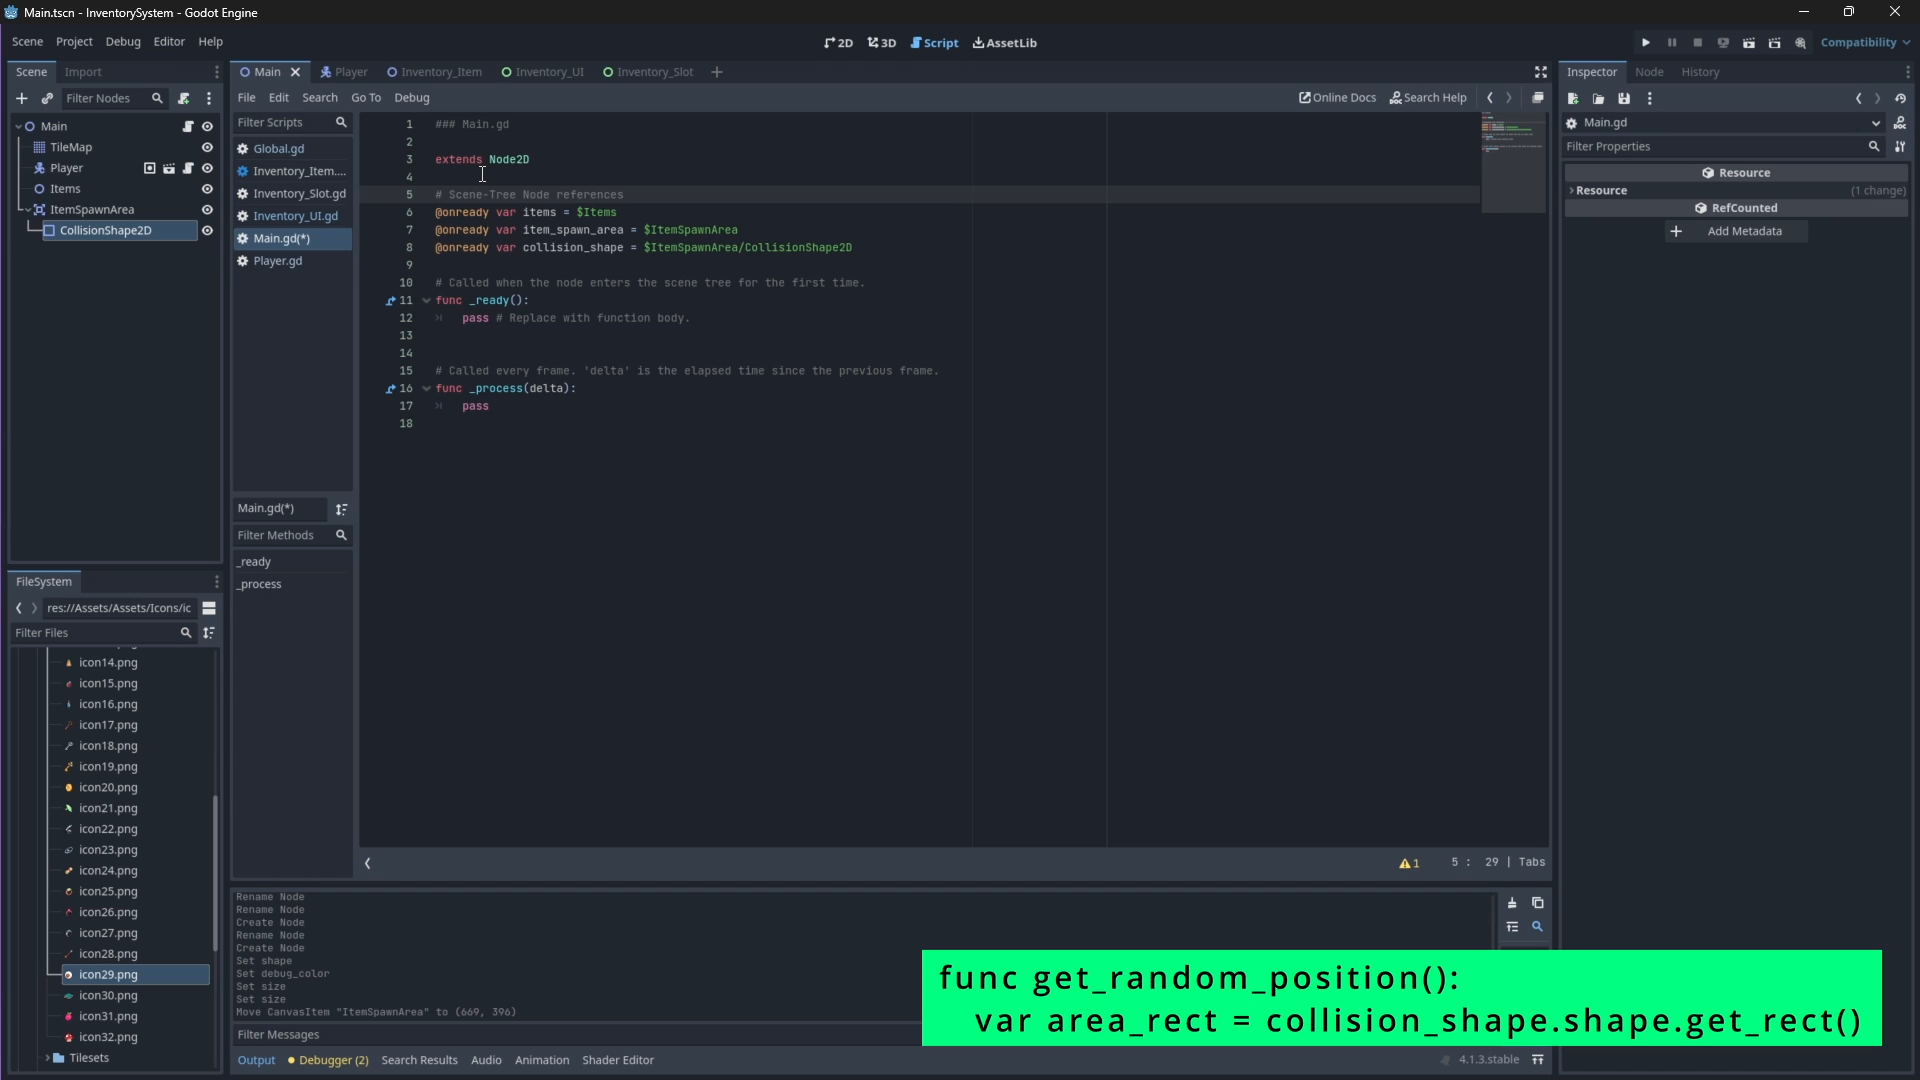 Main.tscn - InventorySystem - Godot Engine
Scene Project Debug Editor Help
2D 3D Script AssetLib
Compatibility
Scene Import
Main Player Inventory_Item Inventory_UI Inventory_Slot
Inspector Node History
Filter Nodes
File Edit Search Go To Debug
Online Docs Search Help
Main
TileMap
Player
Items
ItemSpawnArea
CollisionShape2D
Filter Scripts
Global.gd
Inventory_Item....
Inventory_Slot.gd
Inventory_UI.gd
Main.gd(*)
Player.gd
Main.gd(*)
Filter Methods
_ready
_process
1 ### Main.gd
2
3 extends Node2D
4
5 # Scene-Tree Node references
6 @onready var items = $Items
7 @onready var item_spawn_area = $ItemSpawnArea
8 @onready var collision_shape = $ItemSpawnArea/CollisionShape2D
9
10 # Called when the node enters the scene tree for the first time.
11 func _ready():
12 pass # Replace with function body.
13
14
15 # Called every frame. 'delta' is the elapsed time since the previous frame.
16 func _process(delta):
17 pass
18
1 5 : 29 | Tabs
Main.gd
Filter Properties
Resource
Resource (1 change)
RefCounted
Add Metadata
FileSystem
res://Assets/Assets/Icons/ic
Filter Files
icon14.png
icon15.png
icon16.png
icon17.png
icon18.png
icon19.png
icon20.png
icon21.png
icon22.png
icon23.png
icon24.png
icon25.png
icon26.png
icon27.png
icon28.png
icon29.png
icon30.png
icon31.png
icon32.png
Tilesets
Rename Node
Rename Node
Create Node
Rename Node
Create Node
Set shape
Set debug_color
Set size
Set size
Move CanvasItem "ItemSpawnArea" to (669, 396)
Filter Messages
Output Debugger (2) Search Results Audio Animation Shader Editor
4.1.3.stable
func get_random_position():
var area_rect = collision_shape.shape.get_rect()